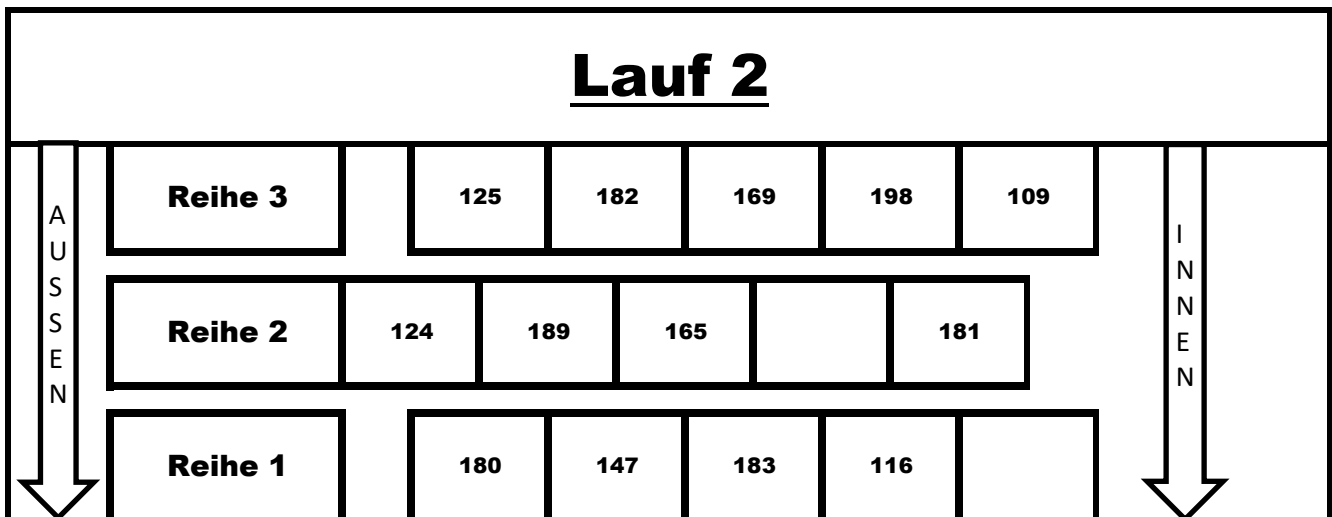 Lauf 2
Reihe 3 125 182 169 198 109
Reihe 2 124 189 165 181
Reihe 1 180 147 183 116
AUSSEN
INNEN